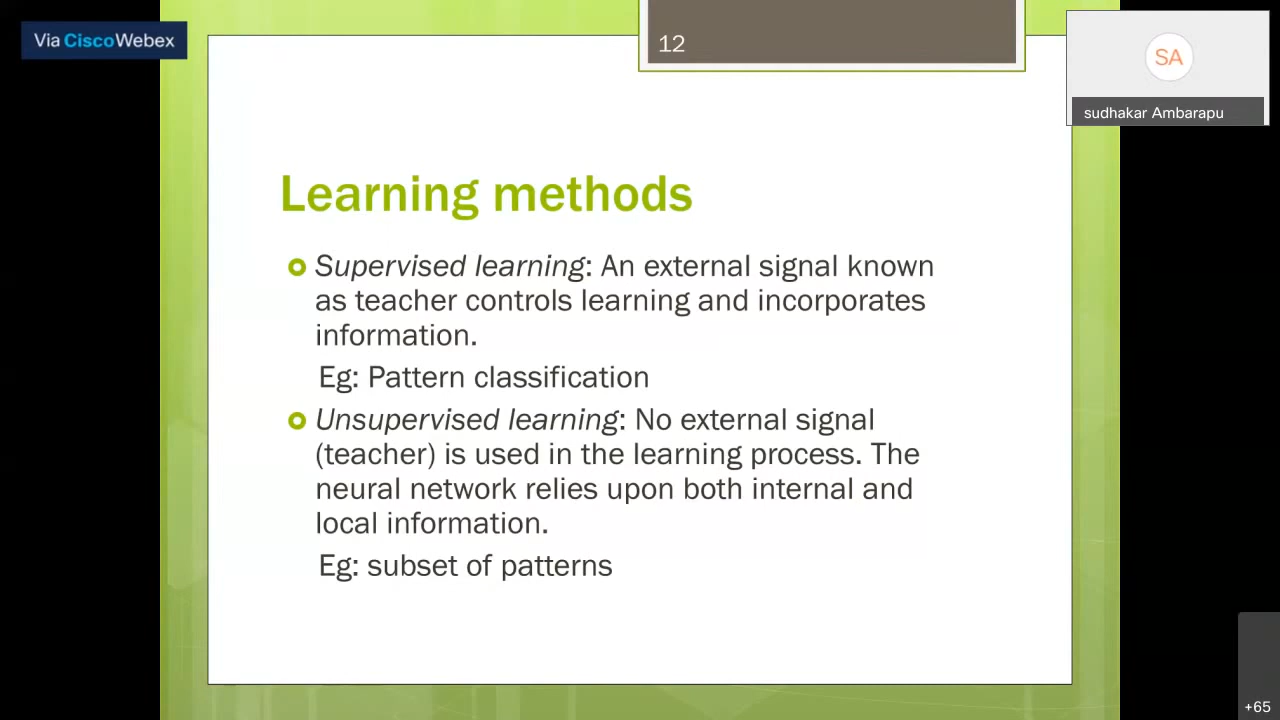 Via CiscoWebex
12
SA
sudhakar Ambarapu
Learning methods
Supervised learning: An external signal known
as teacher controls learning and incorporates
information.
Eg: Pattern classification
Unsupervised learning: No external signal
(teacher) is used in the learning process. The
neural network relies upon both internal and
local information.
Eg: subset of patterns
+65